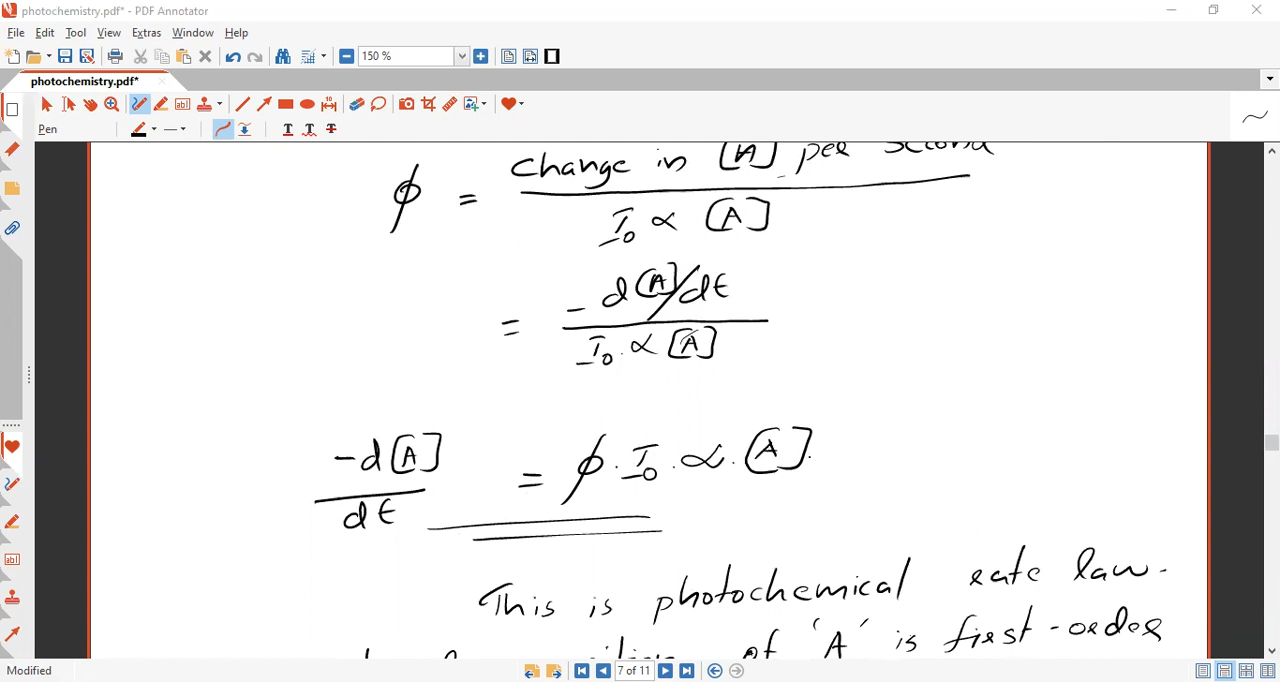 photochemistry.pdf* - PDF Annotator
File Edit Tool View Extras Window Help
150 %
photochemistry.pdf*
Pen
Change in [A] per second
ϕ =
I₀ ∝ [A]
= - d[A]/dt
I₀ · ∝ [A]
-d[A]
= ϕ · I₀ · ∝ · [A].
dt
This is photochemical rate law.
of 'A' is first-order
Modified
7 of 11